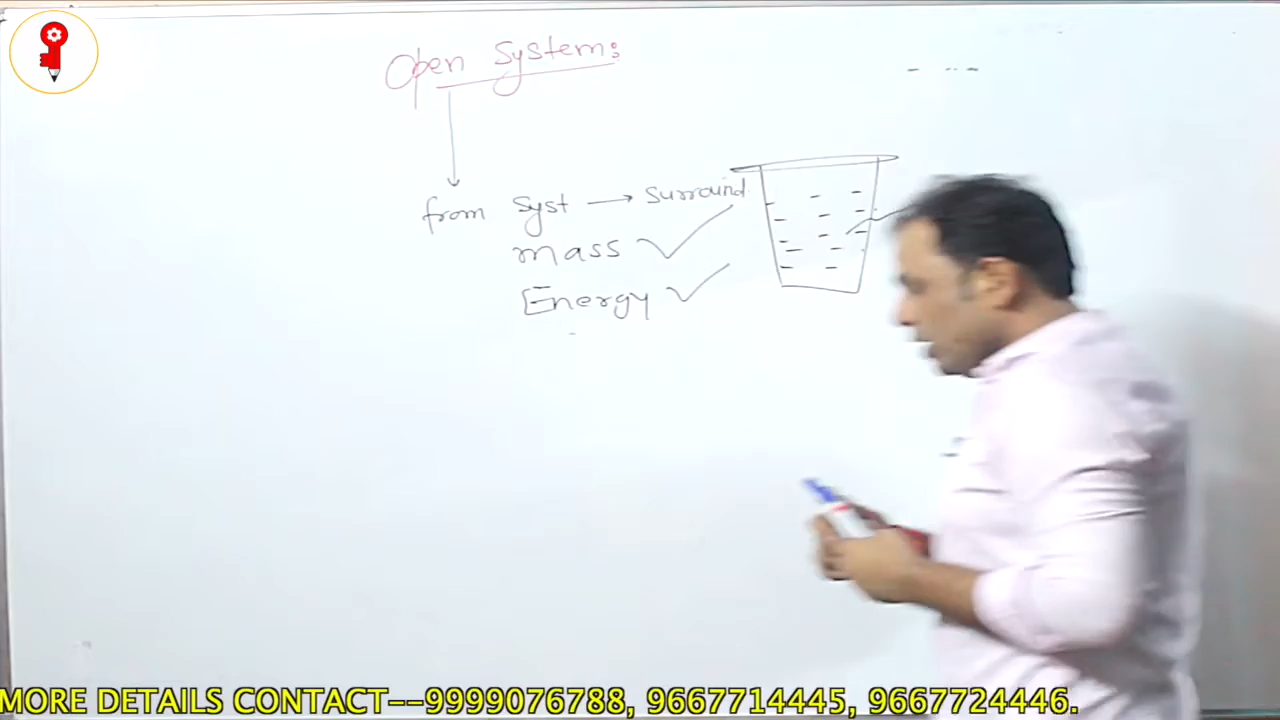 Open System:
from Syst → Surround.
mass ✓
Energy ✓
MORE DETAILS CONTACT--9999076788, 9667714445, 9667724446.